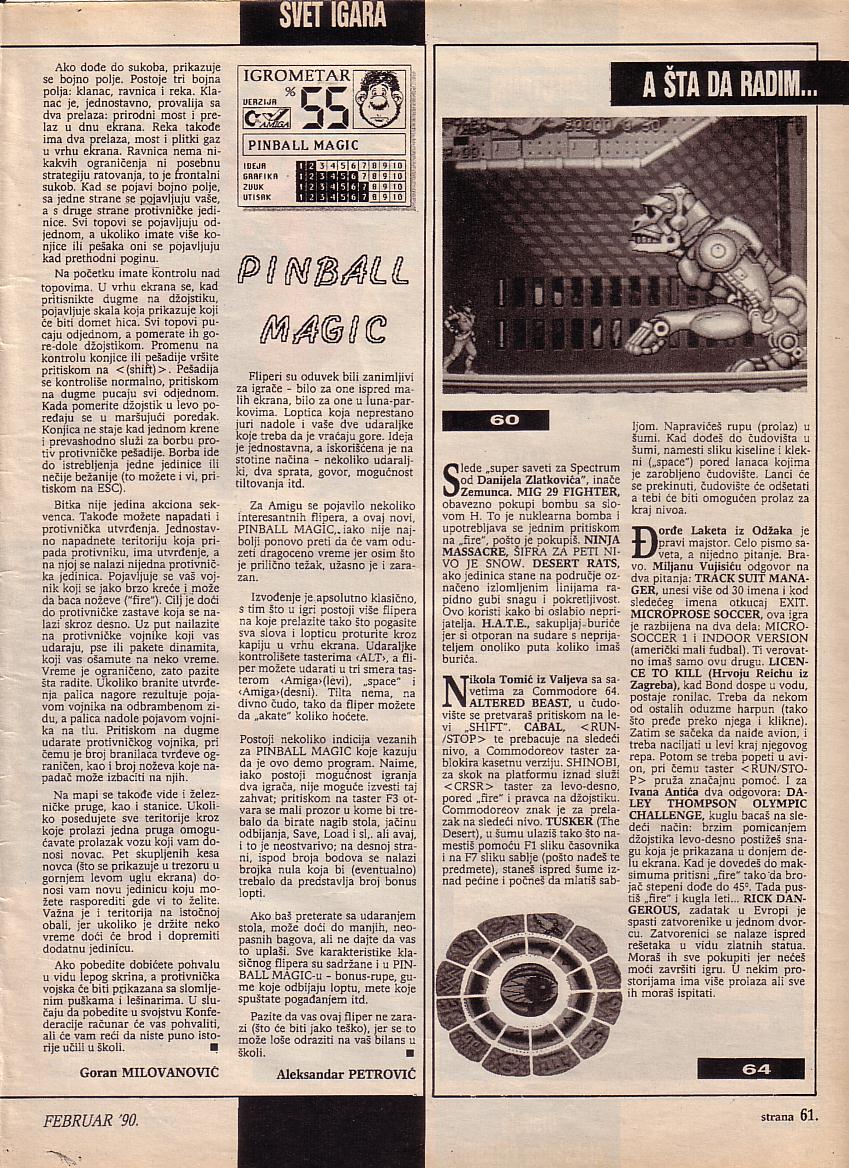 SVET IGARA
Ako dođe do sukoba, prikazuje
se bojno polje. Postoje tri bojna
polja: klanac, ravnica i reka. Kla-
nac je, jednostavno, provalija sa
dva prelaza: prirodni most i pre-
laz u dnu ekrana. Reka takođe
ima dva prelaza, most i plitki gaz
u vrhu ekrana. Ravnica nema ni-
kakvih ograničenja ni posebnu
strategiju ratovanja, to je frontalni
sukob. Kad se pojavi bojno polje,
sa jedne strane se pojavljuju vaše,
a s druge strane protivničke jedi-
nice. Svi topovi se pojavljuju od-
jednom, a ukoliko imate više ko-
njice ili pešaka oni se pojavljuju
kad prethodni poginu.
Na početku imate kontrolu nad
topovima. U vrhu ekrana se, kad
pritisnite dugme na džojstiku,
pojavljuje skala koja prikazuje koji
će biti domet hica. Svi topovi pu-
caju odjednom, a pomerate ih go-
re-dole džojstikom. Promenu na
kontrolu konjice ili pešadije vršite
pritiskom na <(shift)>. Pešadija
se kontroliše normalno, pritiskom
na dugme pucaju svi odjednom.
Kada pomerite džojstik u levo po-
ređaju se u maršujući poredak.
Konjica ne staje kad jednom krene
i prevashodno služi za borbu pro-
tiv protivničke pešadije. Borba ide
do istrebljenja jedne jedinice ili
nečije bežanije (to možete i vi, pri-
tiskom na ESC).
Bitka nije jedina akciona sek-
venca. Takođe možete napadati i
protivnička utvrđenja. Jednostav-
no napadnete teritoriju koja pri-
pada protivniku, ima utvrđenje, a
na njoj se nalazi nijedna protivnič-
ka jedinica. Pojavljuje se vaš voj-
nik koji se jako brzo kreće i može
da baca noževe ("fire"). Cilj je doći
do protivničke zastave koja se na-
lazi skroz desno. Uz put nailazite
na protivničke vojnike koji vas
udaraju, pse ili pakete dinamita,
koji vas ošamute na neko vreme.
Vreme je ograničeno, zato pazite
šta radite. Ukoliko branite utvrđe-
nja palica nagore rezultuje poja-
vom vojnika na odbrambenom zi-
du, a palica nadole pojavom vojni-
ka na tlu. Pritiskom na dugme
udarate protivničkog vojnika, pri
čemu je broj branilaca tvrđeve og-
raničen, kao i broj noževa koje na-
padač može izbaciti na njih.
Na mapi se takođe vide i želez-
ničke pruge, kao i stanice. Ukoli-
ko posedujete sve teritorije kroz
koje prolazi jedna pruga omogu-
ćavate prolazak vozu koji vam do-
nosi novac. Pet skupljenih kesa
novca (što se prikazuje u trezoru u
gornjem levom uglu ekrana) do-
nosi vam novu jedinicu koju mo-
žete rasporediti gde vi to želite.
Važna je i teritorija na istočnoj
obali, jer ukoliko je držite neko
vreme doći će brod i dopremiti
dodatnu jedinicu.
Ako pobedite dobićete pohvalu
u vidu lepog skrina, a protivnička
vojska će biti prikazana sa slomlje-
nim puškama i lešinarima. U slu-
čaju da pobedite u svojstvu Konfe-
deracije računar će vas pohvaliti,
ali će vam reći da niste puno isto-
rije učili u školi.
Goran MILOVANOVIĆ
IGROMETAR
% 55
VERZIJA
AMIGA
PINBALL MAGIC
IDEJA 1 2 3 4 5 6 7 8 9 10
GRAFIKA 1 2 3 4 5 6 7 8 9 10
ZVUK 1 2 3 4 5 6 7 8 9 10
UTISAK 1 2 3 4 5 6 7 8 9 10
PINBALL
MAGIC
Fliperi su oduvek bili zanimljivi
za igrače - bilo za one ispred ma-
lih ekrana, bilo za one u luna-par-
kovima. Loptica koja neprestano
juri nadole i vaše dve udaraljke
koje treba da je vraćaju gore. Ideja
je jednostavna, a iskorišćena je na
stotine načina - nekoliko udaralj-
ki, dva sprata, govor, mogućnost
tiltovanja itd.
Za Amigu se pojavilo nekoliko
interesantnih flipera, a ovaj novi,
PINBALL MAGIC, iako nije naj-
bolji ponovo preti da će vam odu-
zeti dragoceno vreme jer osim što
je prilično težak, užasno je i zara-
zan.
Izvođenje je apsolutno klasično,
s tim što u igri postoji više flipera
na koje prelazite tako što pogasite
sva slova i lopticu proturite kroz
kapiju u vrhu ekrana. Udaraljke
kontrolišete tasterima ‹ALT›, a fli-
per možete udarati u tri smera tas-
terom ‹Amiga›(levi), „space" i
‹Amiga›(desni). Tilta nema, na
divno čudo, tako da fliper možete
da „akate" koliko hoćete.
Postoji nekoliko indicija vezanih
za PINBALL MAGIC koje kazuju
da je ovo demo program. Naime,
iako postoji mogućnost igranja
dva igrača, nije moguće izvesti taj
zahvat; pritiskom na taster F3 ot-
vara se mali prozor u kome bi tre-
balo da birate nagib stola, jačinu
odbijanja, Save, Load i sl,. ali avaj,
i to je neostvarivo; na desnoj stra-
ni, ispod broja bodova se nalazi
brojka nula koja bi (eventualno)
trebalo da predstavlja broj bonus
lopti.
Ako baš preterate sa udaranjem
stola, može doći do manjih, neo-
pasnih bagova, ali ne dajte da vas
to uplaši. Sve karakteristike kla-
sičnog flipera su sadržane i u PIN-
BALL MAGIC-u – bonus-rupe, gu-
me koje odbijaju loptu, mete koje
spuštate pogađanjem itd.
Pazite da vas ovaj fliper ne zara-
zi (što će biti jako teško), jer se to
može loše odraziti na vaš bilans u
školi.
Aleksandar PETROVIĆ
A ŠTA DA RADIM...
60
Slede „super saveti za Spectrum
od Danijela Zlatkovića", inače
Zemunca. MIG 29 FIGHTER,
obavezno pokupi bombu sa slo-
vom H. To je nuklearna bomba i
upotrebljava se jednim pritiskom
na „fire", pošto je pokupiš. NINJA
MASSACRE, ŠIFRA ZA PETI NI-
VO JE SNOW. DESERT RATS,
ako jedinica stane na područje oz-
načeno izlomljenim linijama ra-
pidno gubi snagu i pokretljivost.
Ovo koristi kako bi oslabio nepri-
jatelja. H.A.T.E., sakupljaj buriće
jer si otporan na sudare s neprija-
teljem onoliko puta koliko imaš
burića.
Nikola Tomić iz Valjeva sa sa-
vetima za Commodore 64.
ALTERED BEAST, u čudo-
vište se pretvaraš pritiskom na le-
vi „SHIFT". CABAL, <RUN-
/STOP> te prebacuje na sledeći
nivo, a Commodoreov taster za-
blokira kasetnu verziju. SHINOBI,
za skok na platformu iznad služi
<CRSR> taster za levo-desno,
pored „fire" i pravca na džojstiku.
Commodoreov znak je za prela-
zak na sledeći nivo. TUSKER (The
Desert), u šumu ulaziš tako što na-
mestiš pomoću F1 sliku časovnika
i na F7 sliku sablje (pošto nađeš te
predmete), staneš ispred šume iz-
nad pećine i počneš da mlatiš sab-
ljom. Napravićeš rupu (prolaz) u
šumi. Kad dođeš do čudovišta u
šumi, namesti sliku kiseline i klek-
ni („space") pored lanaca kojima
je zarobljeno čudovište. Lanci će
se prekinuti, čudovište će odšetati
a tebi će biti omogućen prolaz za
kraj nivoa.
Đorđe Laketa iz Odžaka je
pravi majstor. Celo pismo sa-
veta, a nijedno pitanje. Bra-
vo. Miljanu Vujisiću odgovor na
dva pitanja: TRACK SUIT MANA-
GER, unesi više od 30 imena i kod
sledećeg imena otkucaj EXIT.
MICROPROSE SOCCER, ova igra
je razbijena na dva dela: MICRO-
SOCCER 1 i INDOOR VERSION
(američki mali fudbal). Ti verovat-
no imaš samo ovu drugu. LICEN-
CE TO KILL (Hrvoju Reichu iz
Zagreba), kad Bond dospe u vodu,
postaje ronilac. Treba da nekom
od ostalih oduzme harpun (tako
što pređe preko njega i klikne).
Zatim se sačeka da naiđe avion, i
treba naciljati u levi kraj njegovog
repa. Potom se treba popeti u avi-
on, pri čemu taster <RUN/STO-
P> pruža značajnu pomoć. I za
Ivana Antića dva odgovora: DA-
LEY THOMPSON OLYMPIC
CHALLENGE, kuglu bacaš na sle-
deći način: brzim pomicanjem
džojstika levo-desno postižeš sna-
gu koja je prikazana u donjem de-
lu ekrana. Kad je dovedeš do mak-
simuma pritisni „fire" tako da bro-
jač stepeni dođe do 45°. Tada pus-
tiš „fire" i kugla leti... RICK DAN-
GEROUS, zadatak u Evropi je
spasti zatvorenike u jednom dvor-
cu. Zatvorenici se nalaze ispred
rešetaka u vidu zlatnih statua.
Moraš ih sve pokupiti jer nećeš
moći završiti igru. U nekim pro-
storijama ima više prolaza ali sve
ih moraš ispitati.
64
FEBRUAR '90.
strana 61.